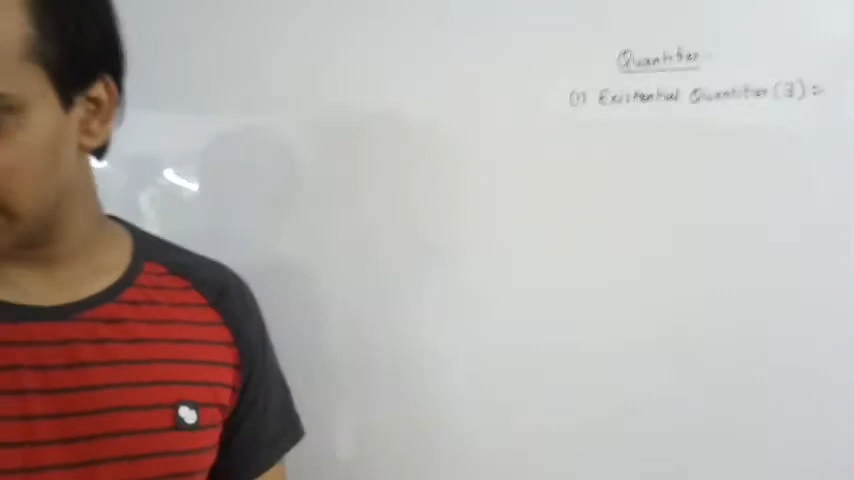 Quantifier
(1) Existential Quantifier (∃) :-